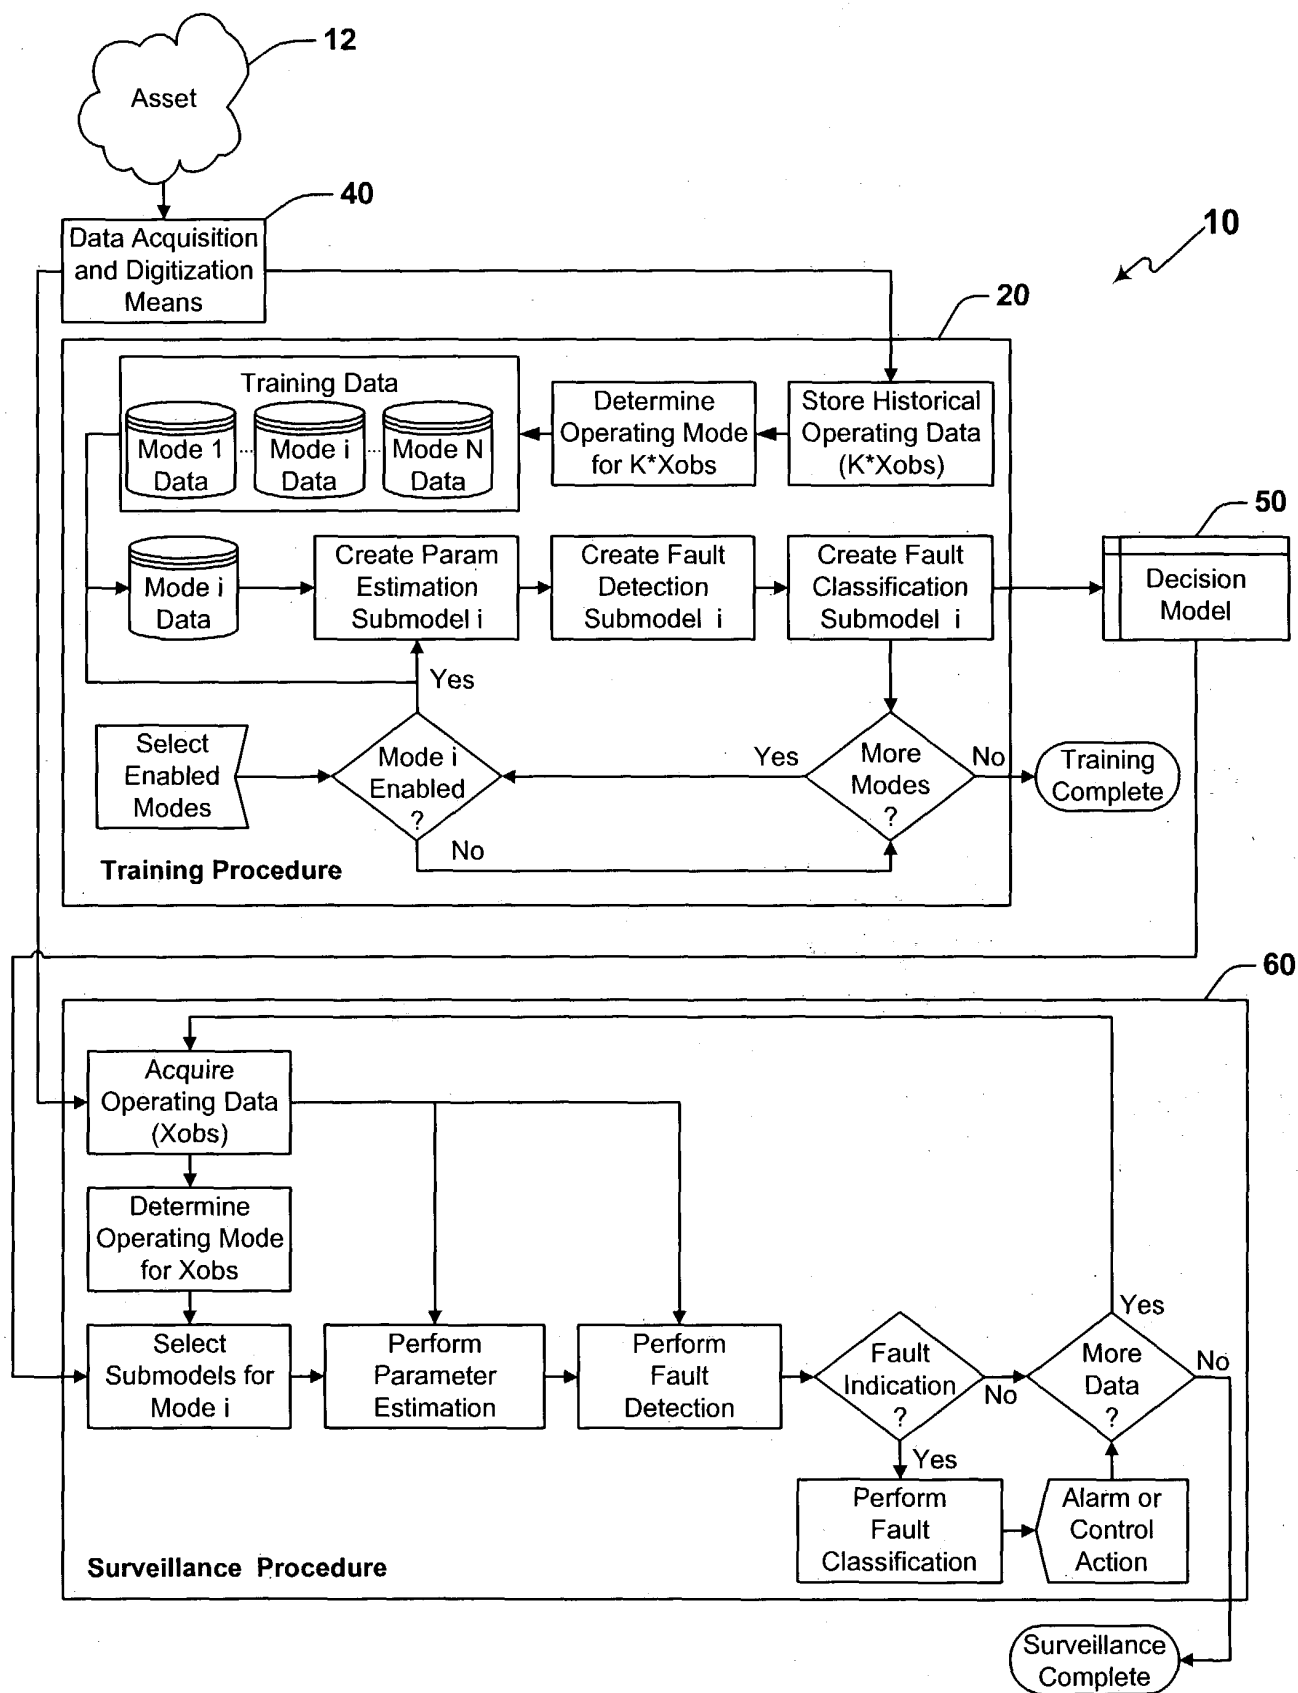 12
Asset
40
Data Acquisition
and Digitization
Means
10
20
Training Data
Mode 1
Data
Mode i
Data
Mode N
Data
Determine
Operating Mode
for K*Xobs
Store Historical
Operating Data
(K*Xobs)
50
Mode i
Data
Create Param
Estimation
Submodel i
Create Fault
Detection
Submodel i
Create Fault
Classification
Submodel i
Decision
Model
Yes
Select
Enabled
Modes
Mode i
Enabled
?
Yes
More
Modes
?
No
Training
Complete
No
Training Procedure
60
Acquire
Operating Data
(Xobs)
Determine
Operating Mode
for Xobs
Select
Submodels for
Mode i
Perform
Parameter
Estimation
Perform
Fault
Detection
Fault
Indication
?
No
Yes
More
Data
?
Yes
No
Perform
Fault
Classification
Alarm or
Control
Action
Surveillance Procedure
Surveillance
Complete